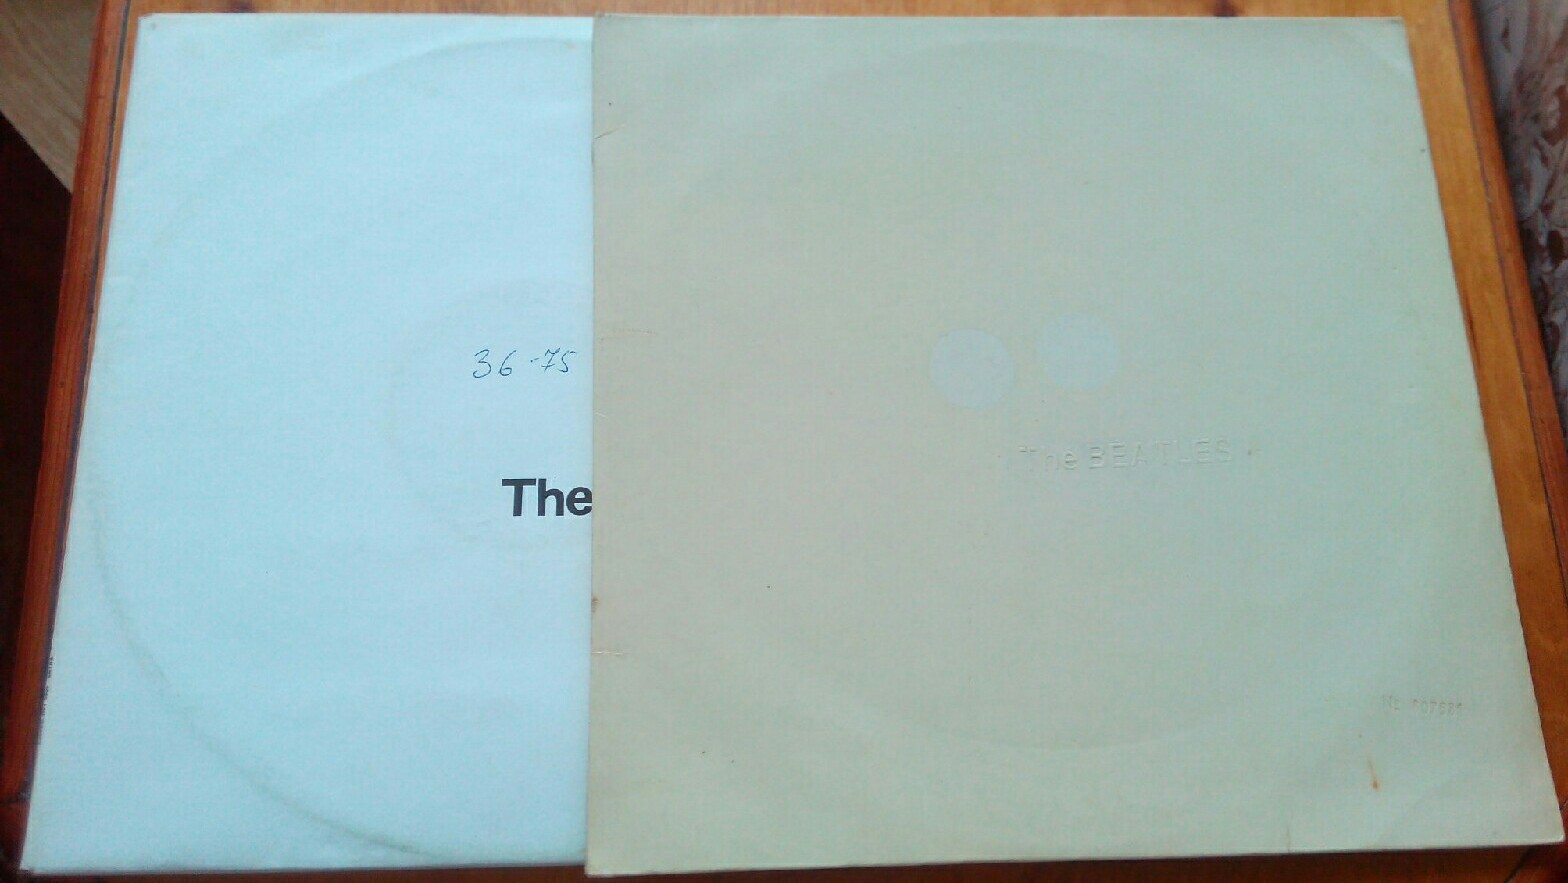 36-75
The
The BEATLES